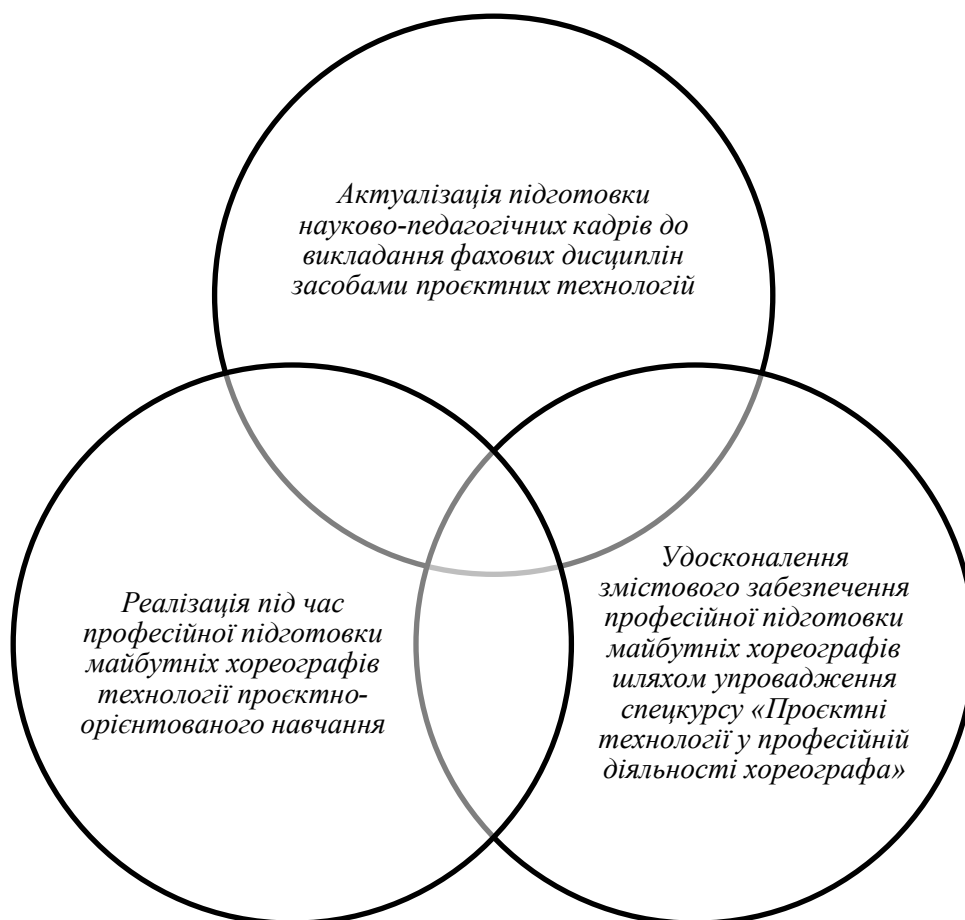 Актуалізація підготовки
науково-педагогічних кадрів до
викладання фахових дисциплін
засобами проєктних технологій
Реалізація під час
професійної підготовки
майбутніх хореографів
технології проєктно-
орієнтованого навчання
Удосконалення
змістового забезпечення
професійної підготовки
майбутніх хореографів
шляхом упровадження
спецкурсу «Проєктні
технології у професійній
діяльності хореографа»